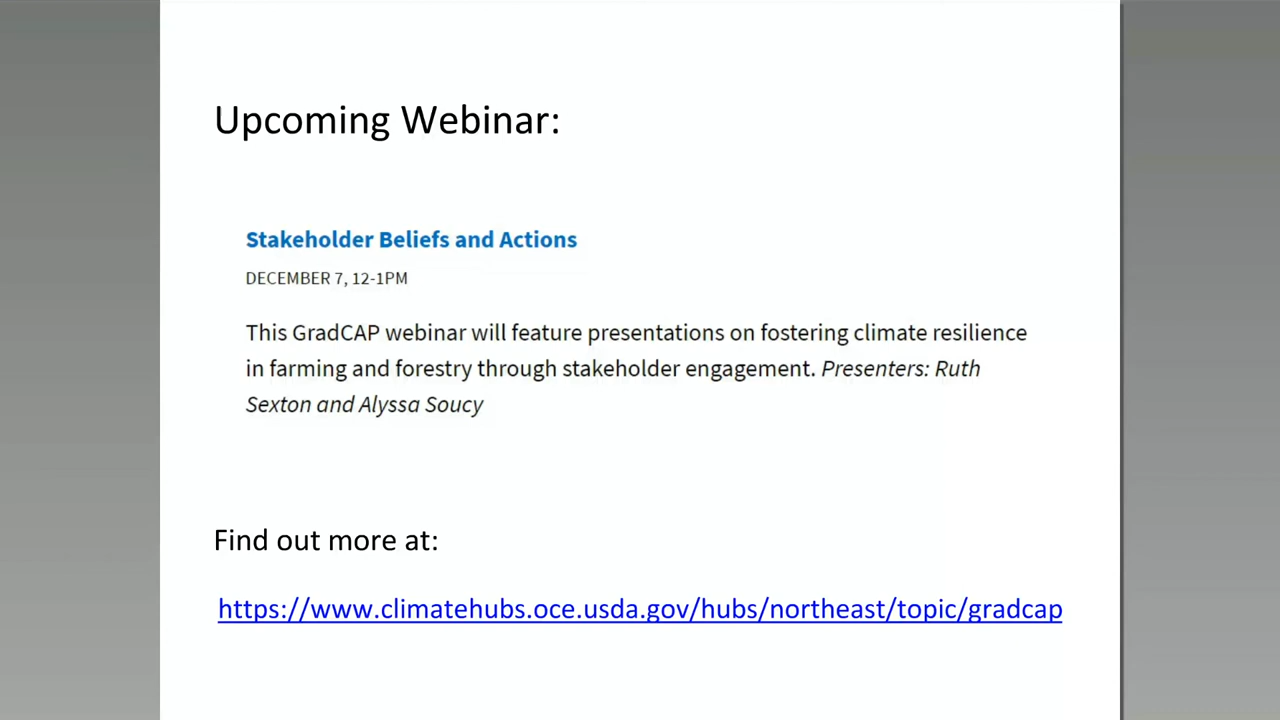 Upcoming Webinar:
Stakeholder Beliefs and Actions
DECEMBER 7, 12-1PM
This GradCAP webinar will feature presentations on fostering climate resilience
in farming and forestry through stakeholder engagement. Presenters: Ruth
Sexton and Alyssa Soucy
Find out more at:
https://www.climatehubs.oce.usda.gov/hubs/northeast/topic/gradcap